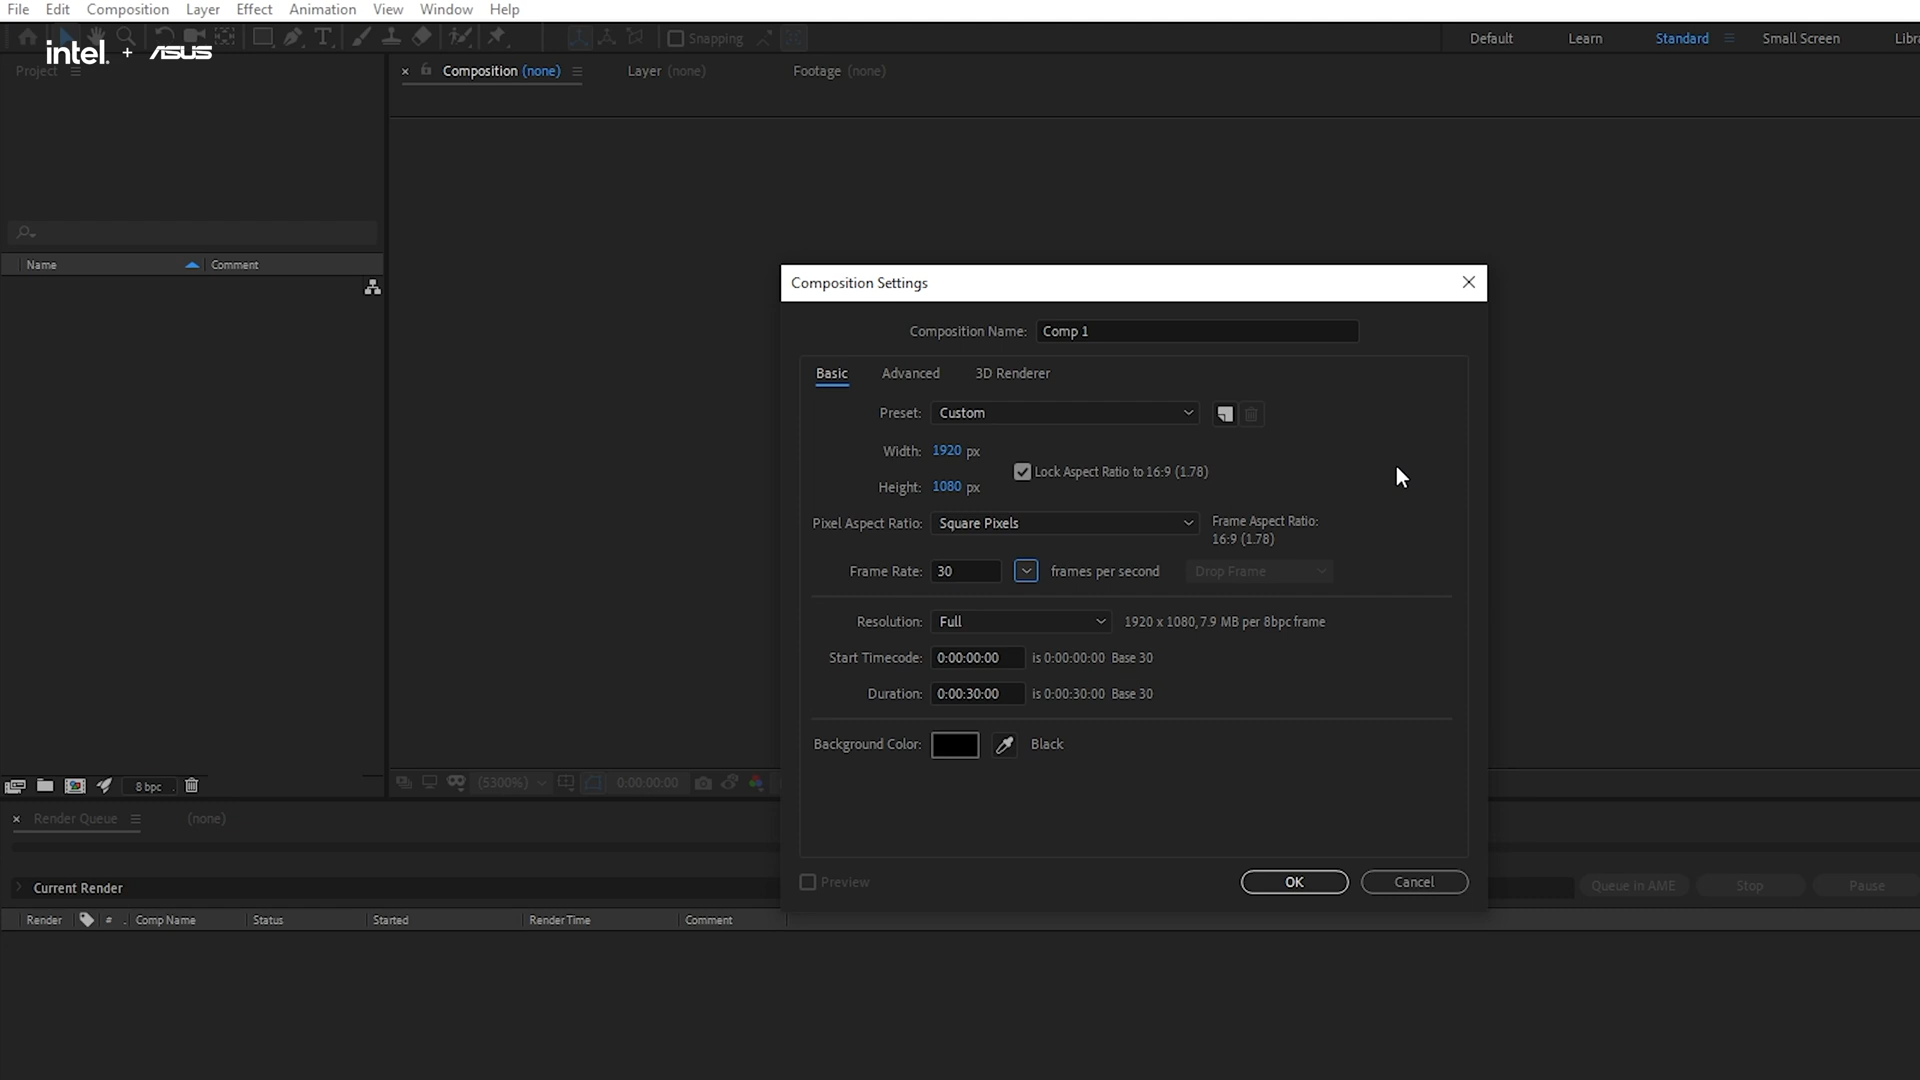 File Edit Composition Layer Effect Animation View Window Help
Snapping Default Learn Standard Small Screen
intel. + ASUS
Project Composition (none) Layer (none) Footage (none)
Name Comment
Composition Settings
Composition Name: Comp 1
Basic Advanced 3D Renderer
Preset: Custom
Width: 1920 px
Lock Aspect Ratio to 16:9 (1.78)
Height: 1080 px
Pixel Aspect Ratio: Square Pixels Frame Aspect Ratio:
16:9 (1.78)
Frame Rate: 30 frames per second Drop Frame
Resolution: Full 1920 x 1080, 7.9 MB per 8bpc frame
Start Timecode: 0:00:00:00 is 0:00:00:00 Base 30
Duration: 0:00:30:00 is 0:00:30:00 Base 30
Background Color: Black
8 bpc (5300%) 0:00:00:00
Render Queue (none)
Preview OK Cancel
Current Render Queue in AME Stop Pause
Render # Comp Name Status Started Render Time Comment